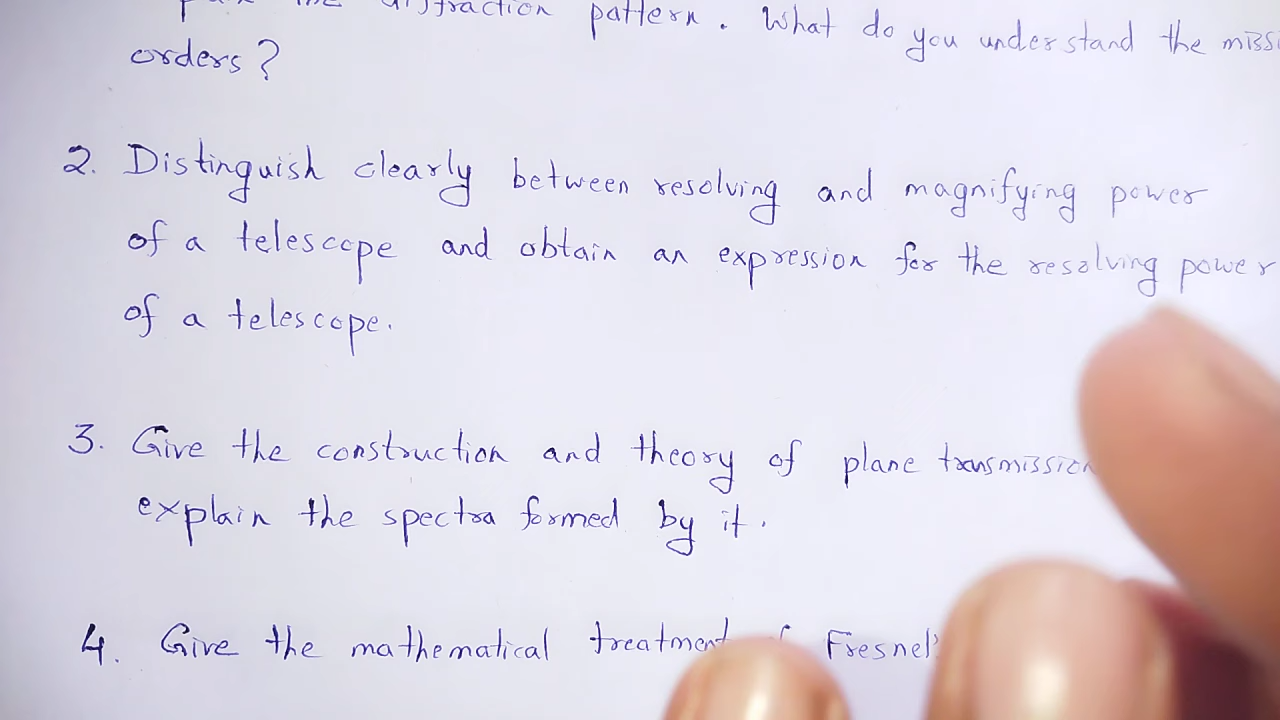 diffraction pattern. What do you understand the
orders?
2. Distinguish clearly between resolving and magnifying power
of a telescope and obtain an expression for the resolving power
of a telescope.
3. Give the construction and theory of plane transmission
explain the spectra formed by it.
4. Give the mathematical treatment of Fresnel's